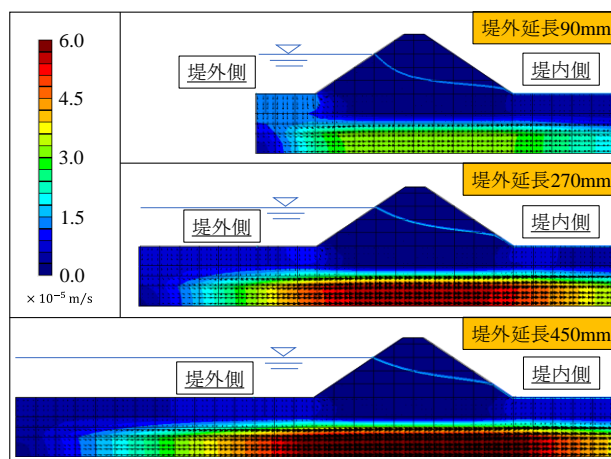 6.0
4.5
3.0
1.5
0.0
× 10⁻⁵ m/s
堤外延長90mm
堤外側
堤内側
堤外延長270mm
堤外側
堤内側
堤外延長450mm
堤外側
堤内側